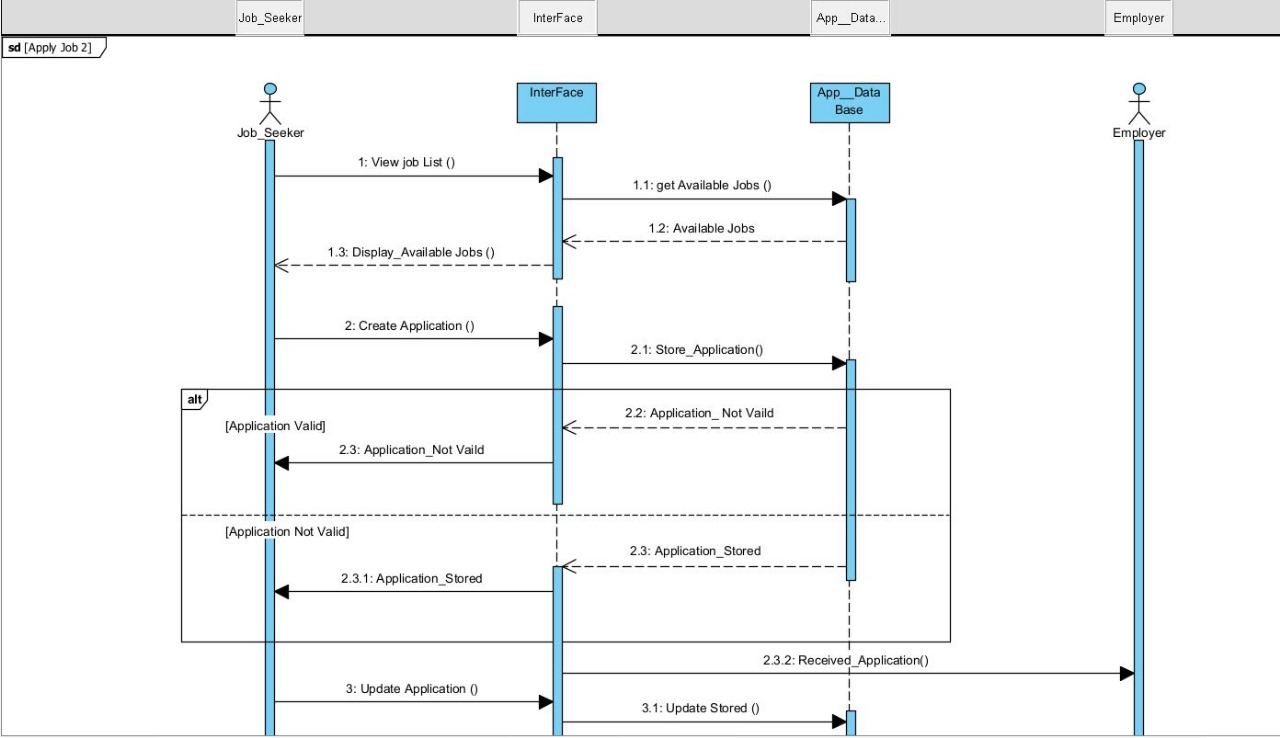 Job_Seeker
InterFace
App__Data...
Employer
sd [Apply Job 2]
InterFace
App__Data
Base
Job_Seeker
Employer
1: View job List ()
1.1: get Available Jobs ()
1.2: Available Jobs
1.3: Display_Available Jobs ()
2: Create Application ()
2.1: Store_Application()
alt
2.2: Application_ Not Vaild
[Application Valid]
2.3: Application_Not Vaild
[Application Not Valid]
2.3: Application_Stored
2.3.1: Application_Stored
2.3.2: Received_Application()
3: Update Application ()
3.1: Update Stored ()